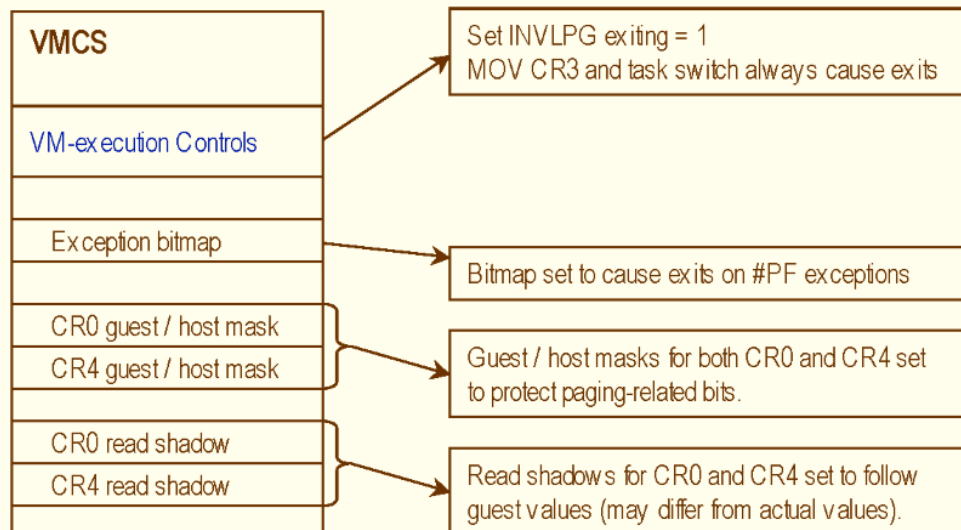 VMCS
VM-execution Controls
Exception bitmap
CR0 guest / host mask
CR4 guest / host mask
CR0 read shadow
CR4 read shadow
Set INVLPG exiting = 1
MOV CR3 and task switch always cause exits
Bitmap set to cause exits on #PF exceptions
Guest / host masks for both CR0 and CR4 set
to protect paging-related bits.
Read shadows for CR0 and CR4 set to follow
guest values (may differ from actual values).